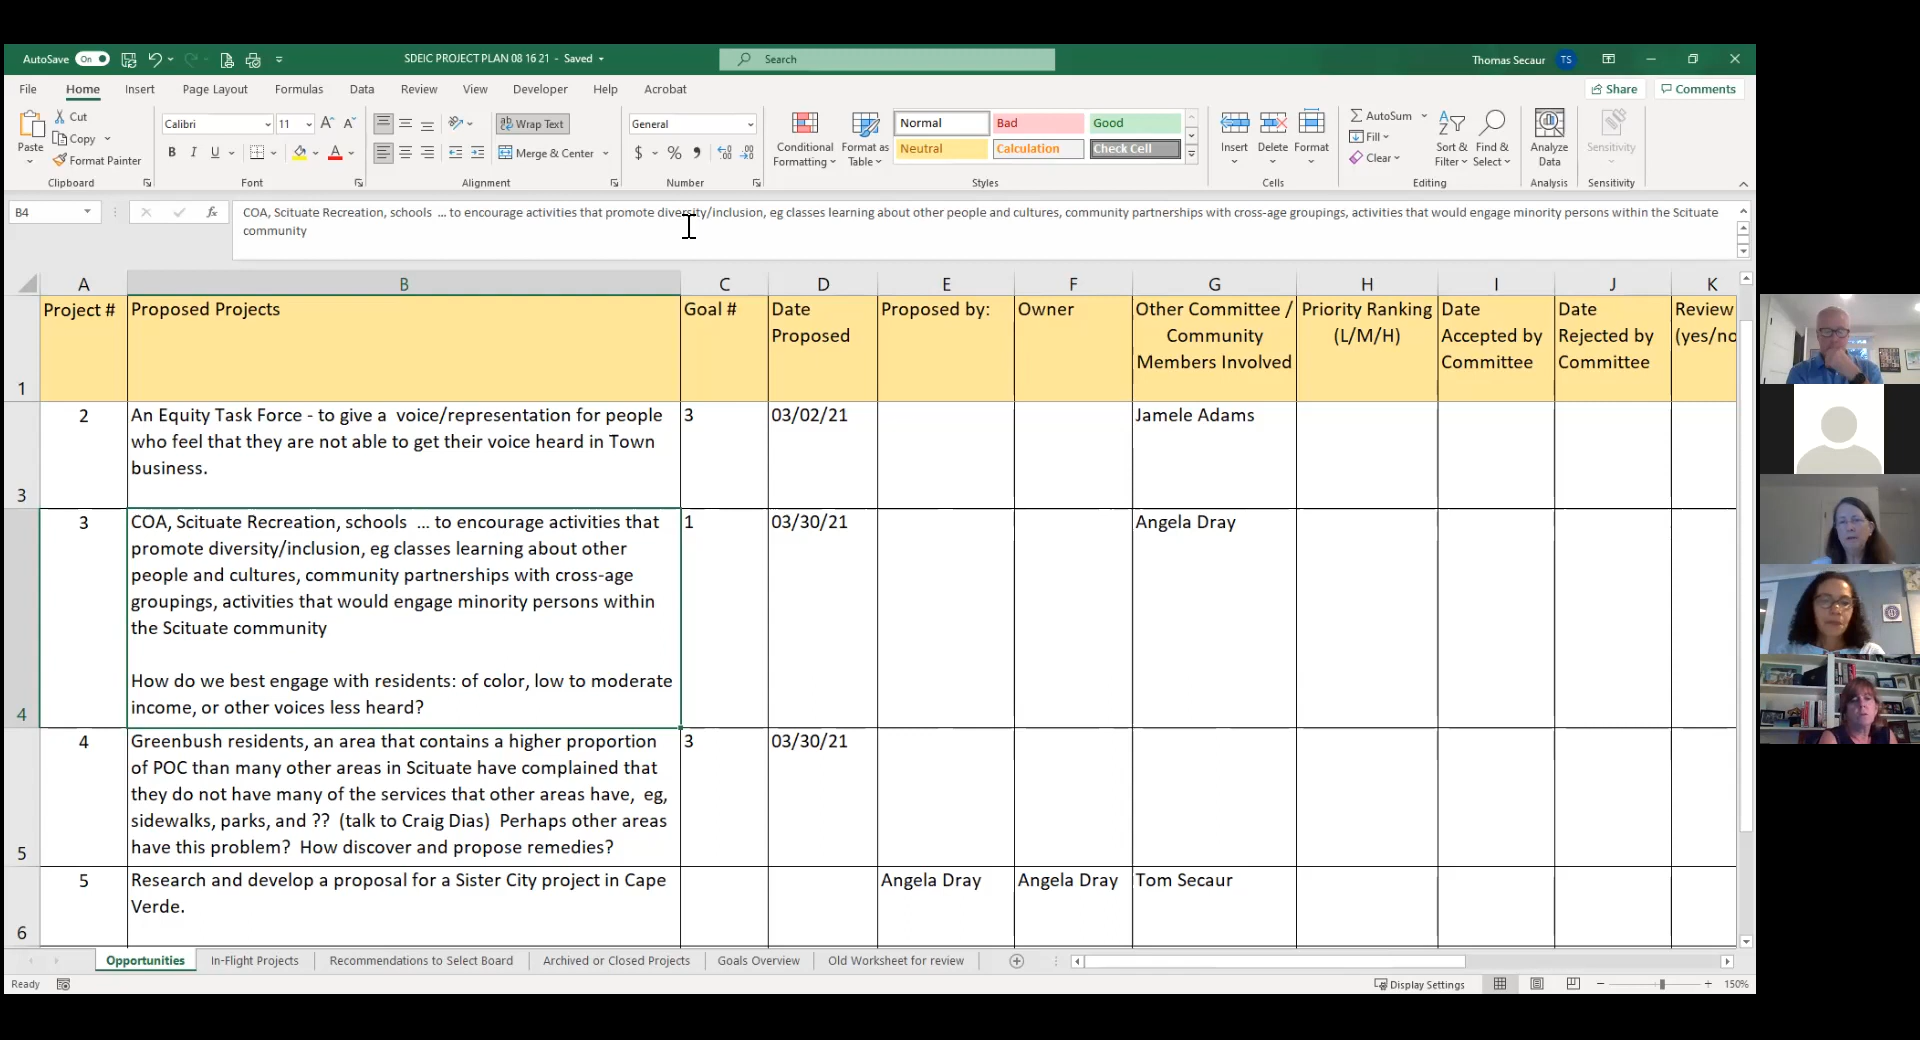 AutoSave On SDEIC PROJECT PLAN 08 16 21 - Saved Search Thomas Secaur TS
File Home Insert Page Layout Formulas Data Review View Developer Help Acrobat Share Comments
Paste Cut Copy Format Painter
Calibri 11 A A
B I U A
ab Wrap Text
Merge & Center
General
$ % 9
Conditional Formatting
Format as Table
Normal Bad Good
Neutral Calculation Check Cell
Insert Delete Format
AutoSum Fill Clear
Sort & Filter
Find & Select
Analyze Data
Sensitivity
Clipboard Font Alignment Number Styles Cells Editing Analysis Sensitivity
B4 fx
COA, Scituate Recreation, schools ... to encourage activities that promote diversity/inclusion, eg classes learning about other people and cultures, community partnerships with cross-age groupings, activities that would engage minority persons within the Scituate
community
A B C D E F G H I J K
Project # Proposed Projects Goal # Date Proposed Proposed by: Owner Other Committee / Community Members Involved Priority Ranking (L/M/H) Date Accepted by Committee Date Rejected by Committee Review (yes/no
1
2 An Equity Task Force - to give a voice/representation for people 3 03/02/21 Jamele Adams
who feel that they are not able to get their voice heard in Town
business.
3
3 COA, Scituate Recreation, schools ... to encourage activities that 1 03/30/21 Angela Dray
promote diversity/inclusion, eg classes learning about other
people and cultures, community partnerships with cross-age
groupings, activities that would engage minority persons within
the Scituate community
How do we best engage with residents: of color, low to moderate
income, or other voices less heard?
4
4 Greenbush residents, an area that contains a higher proportion 3 03/30/21
of POC than many other areas in Scituate have complained that
they do not have many of the services that other areas have, eg,
sidewalks, parks, and ?? (talk to Craig Dias) Perhaps other areas
have this problem? How discover and propose remedies?
5
5 Research and develop a proposal for a Sister City project in Cape Angela Dray Angela Dray Tom Secaur
Verde.
6
Opportunities In-Flight Projects Recommendations to Select Board Archived or Closed Projects Goals Overview Old Worksheet for review
Ready Display Settings 150%